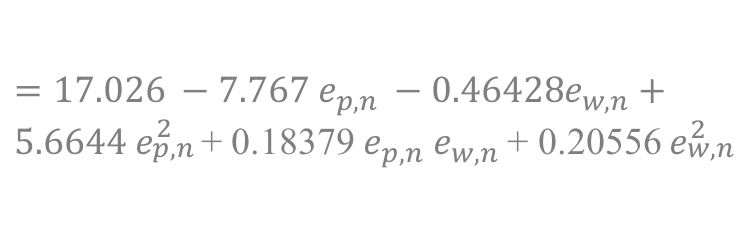 = 17.026 − 7.767 e_{p,n} − 0.46428e_{w,n} +
5.6644 e_{p,n}^2 + 0.18379 e_{p,n} e_{w,n} + 0.20556 e_{w,n}^2